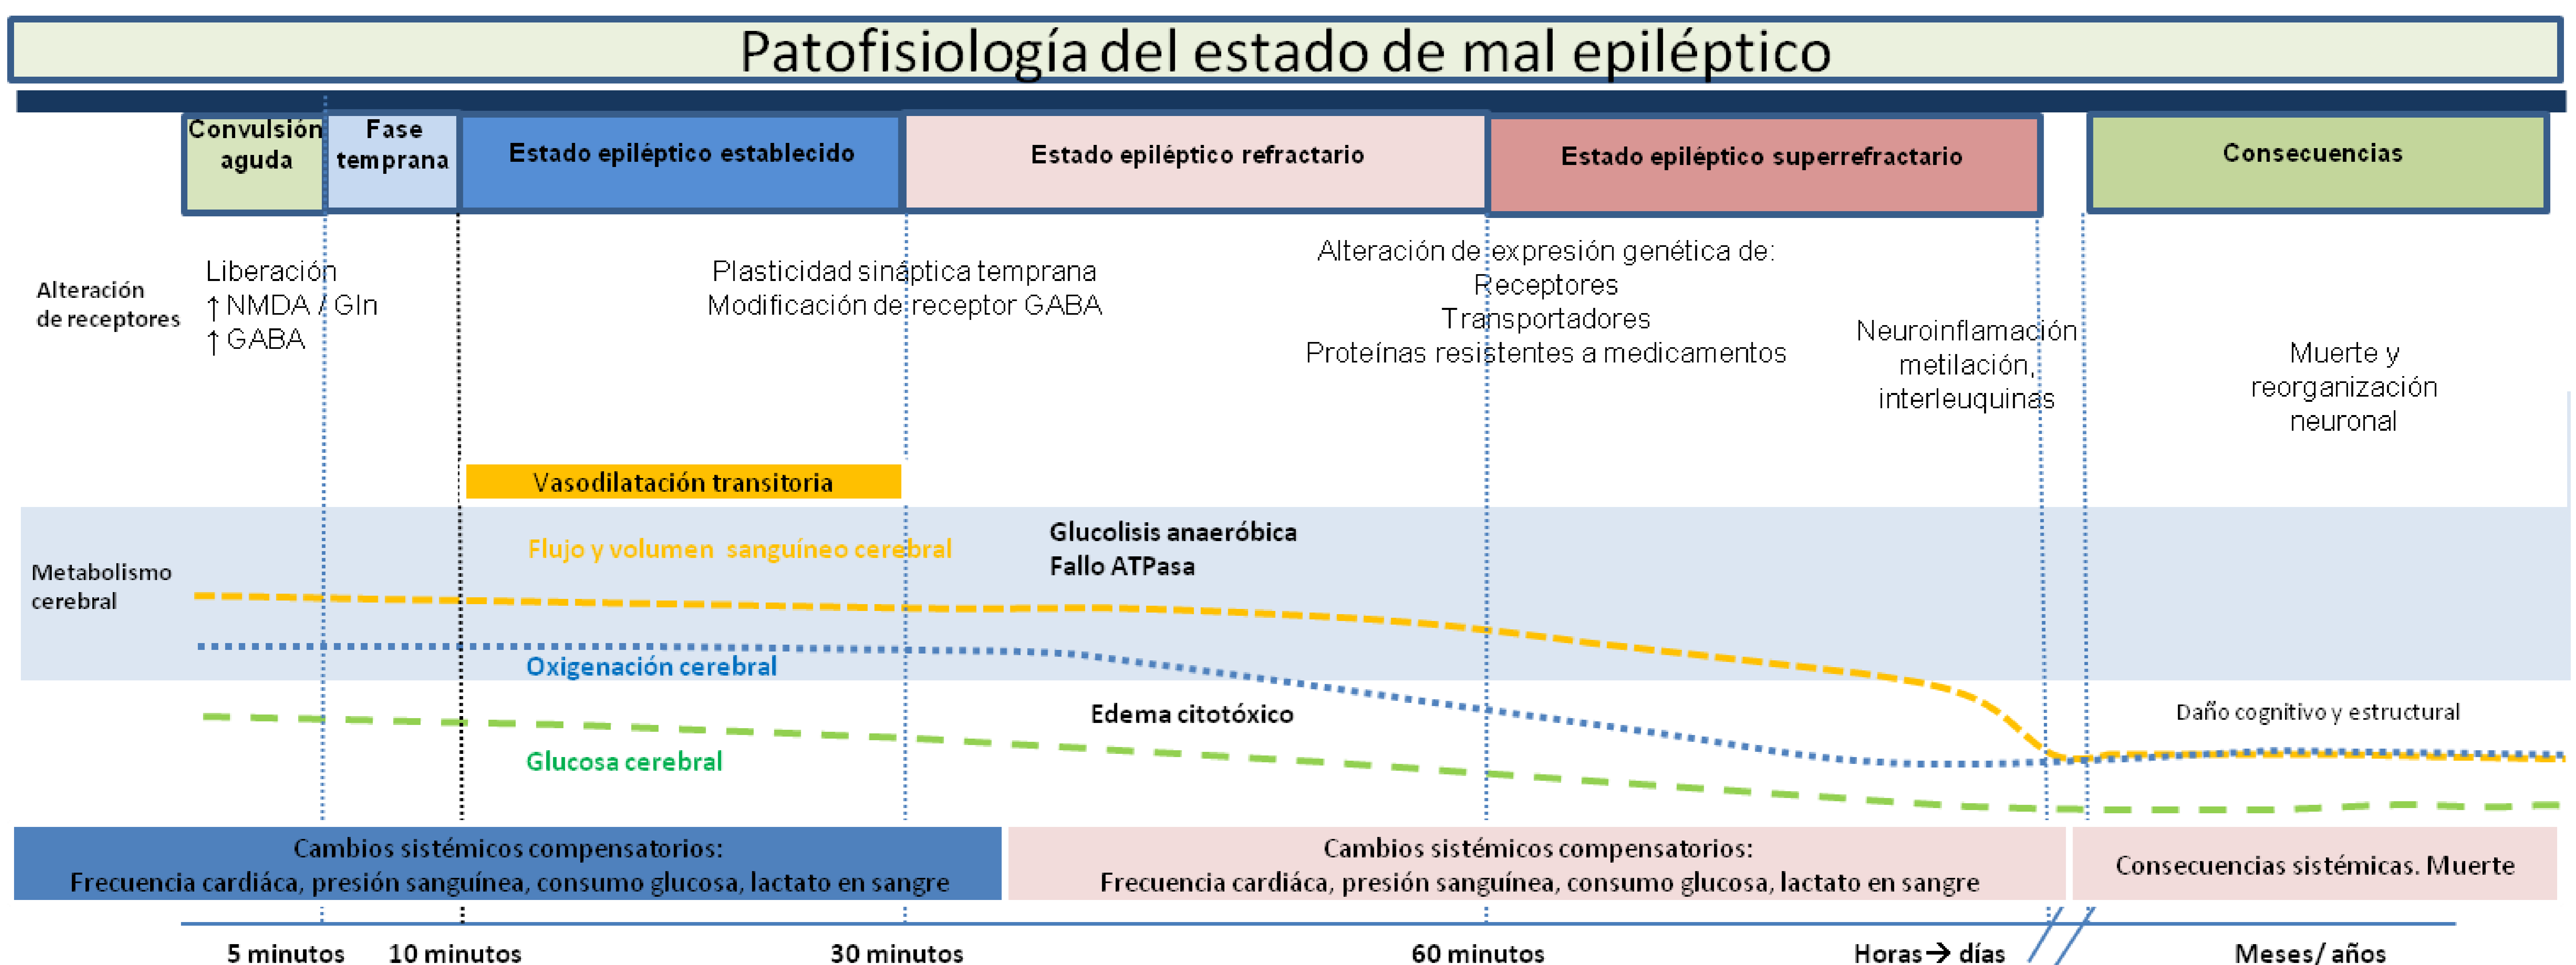 Patofisiología del estado de mal epiléptico
Convulsión
aguda
Fase
temprana
Estado epiléptico establecido
Estado epiléptico refractario
Estado epiléptico superrefractario
Consecuencias
Alteración
de receptores
Liberación
↑ NMDA / Gln
↑ GABA
Plasticidad sináptica temprana
Modificación de receptor GABA
Alteración de expresión genética de:
Receptores
Transportadores
Proteínas resistentes a medicamentos
Neuroinflamación
metilación,
interleuquinas
Muerte y
reorganización
neuronal
Vasodilatación transitoria
Metabolismo
cerebral
Flujo y volumen sanguíneo cerebral
Glucolisis anaeróbica
Fallo ATPasa
Oxigenación cerebral
Edema citotóxico
Glucosa cerebral
Daño cognitivo y estructural
Cambios sistémicos compensatorios:
Frecuencia cardiáca, presión sanguínea, consumo glucosa, lactato en sangre
Cambios sistémicos compensatorios:
Frecuencia cardiáca, presión sanguínea, consumo glucosa, lactato en sangre
Consecuencias sistémicas. Muerte
5 minutos
10 minutos
30 minutos
60 minutos
Horas→ días
Meses/ años